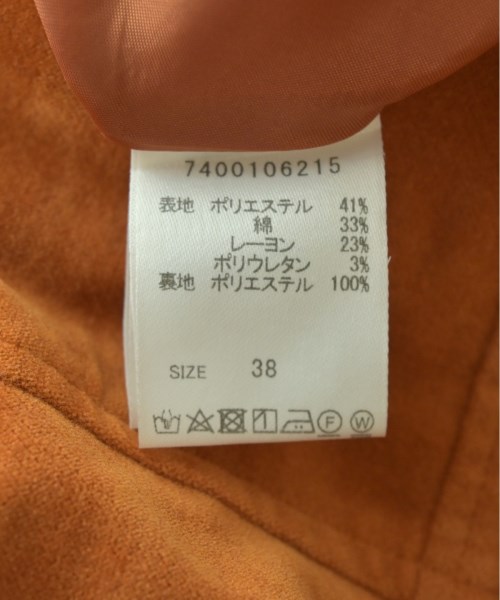 7400106215
表地 ポリエステル 41%
綿 33%
レーヨン 23%
ポリウレタン 3%
裏地 ポリエステル 100%
SIZE 38
F W